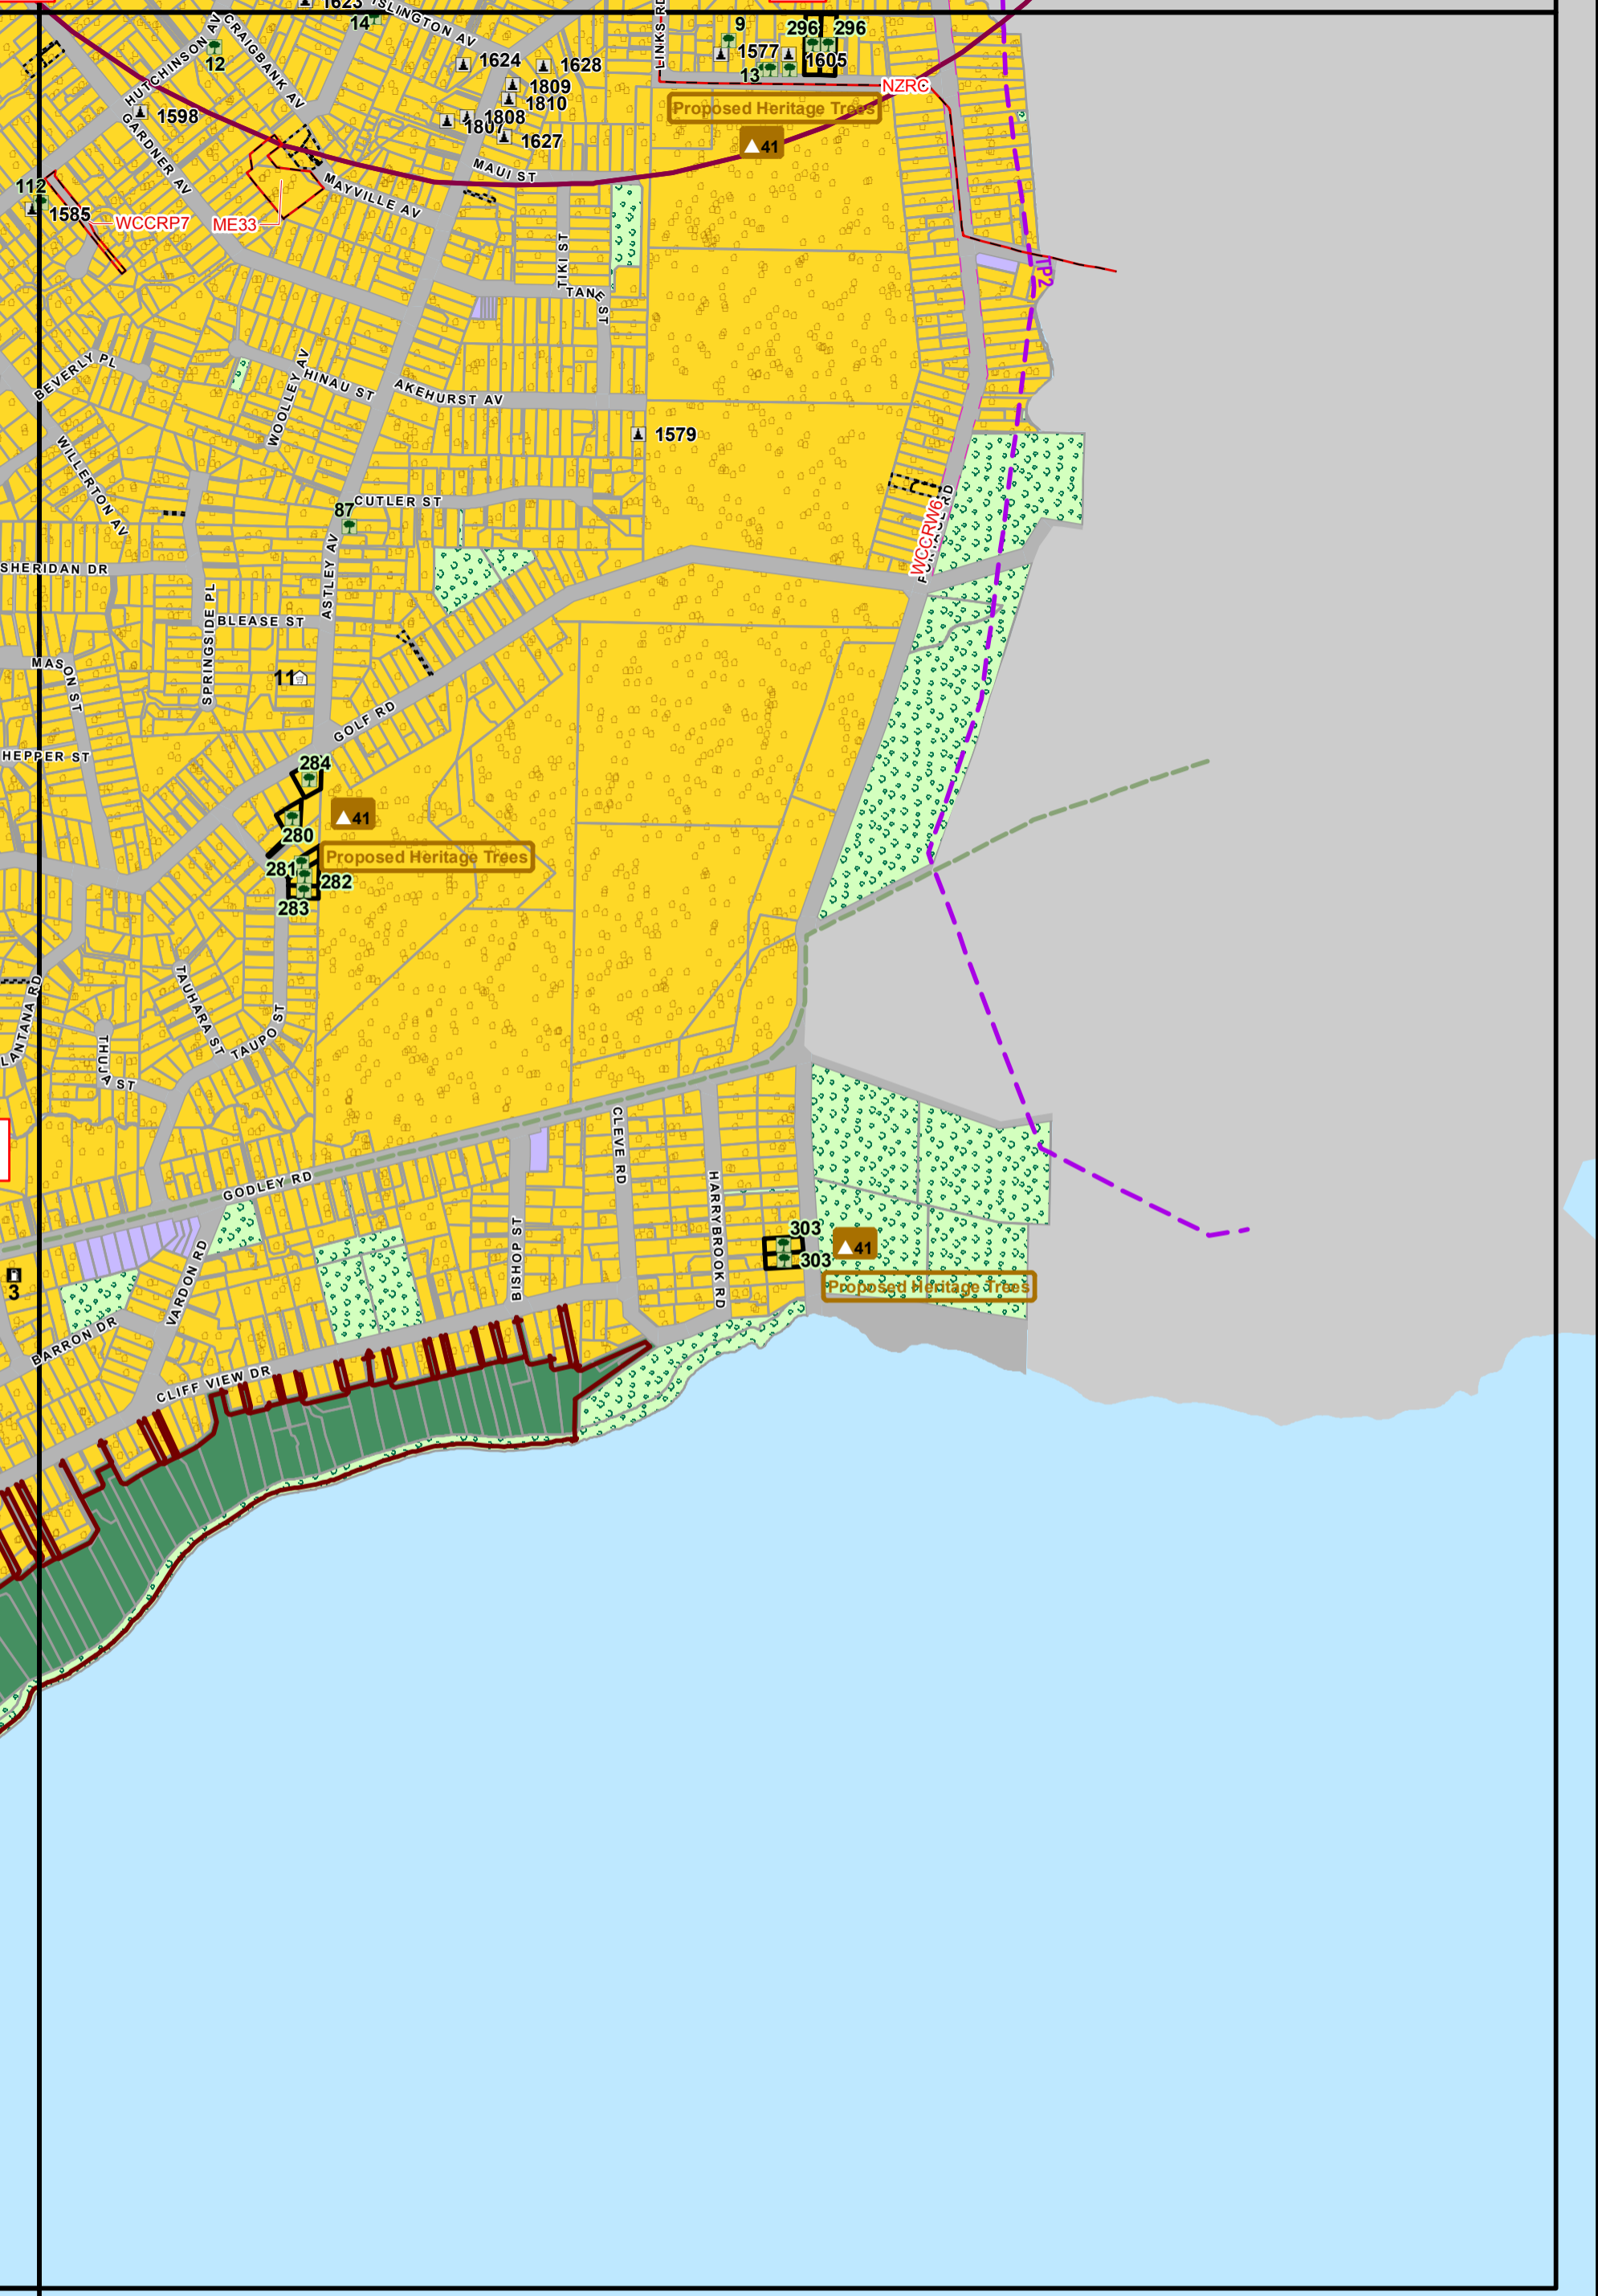 1623
14
ISLINGTON AV
LINKS RD
9
296
296
HUTCHINSON AV
CRAIGBANK AV
12
1624
1628
1577
1605
13
1809
1810
1808
1807
1627
NZRC
Proposed Heritage Trees
41
1598
GARDNER AV
MAUI ST
MAYVILLE AV
112
1585
WCCRP7
ME33
TIKI ST
TANE ST
TP2
BEVERLY PL
WOOLLEY AV
HINAU ST
AKEHURST AV
1579
WILLERTON AV
CUTLER ST
87
WCCRW6
SHERIDAN DR
ASTLEY AV
SPRINGSIDE PL
BLEASE ST
MASON ST
11
GOLF RD
HEPPER ST
284
41
280
Proposed Heritage Trees
281
282
283
TAUHARA ST
LANTANA RD
TAUPO ST
THUJA ST
CLEVE RD
GODLEY RD
HARRYBROOK RD
BISHOP ST
303
303
41
Proposed Heritage Trees
VARDON RD
3
BARRON DR
CLIFF VIEW DR